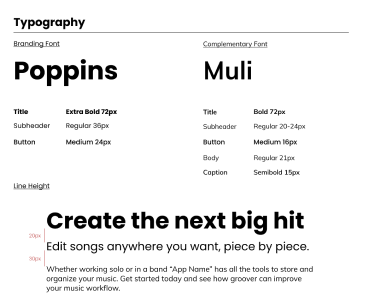 Typography
Branding Font
Complementary Font
Poppins
Muli
Title Extra Bold 72px
Subheader Regular 36px
Button Medium 24px
Title Bold 72px
Subheader Regular 20-24px
Button Medium 16px
Body Regular 21px
Caption Semibold 15px
Line Height
Create the next big hit
20px
Edit songs anywhere you want, piece by piece.
30px
Whether working solo or in a band “App Name” has all the tools to store and
organize your music. Get started today and see how groover can improve
your music workflow.